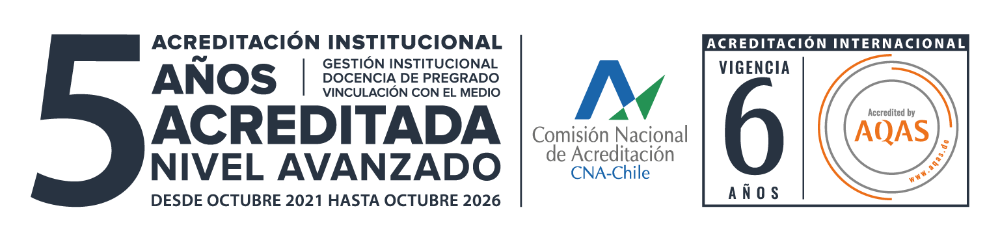 5
ACREDITACIÓN INSTITUCIONAL
AÑOS
GESTIÓN INSTITUCIONAL
DOCENCIA DE PREGRADO
VINCULACIÓN CON EL MEDIO
ACREDITADA
NIVEL AVANZADO
DESDE OCTUBRE 2021 HASTA OCTUBRE 2026
Comisión Nacional
de Acreditación
CNA-Chile
ACREDITACIÓN INTERNACIONAL
VIGENCIA
6
AÑOS
Accredited by
AQAS
www.aqas.de